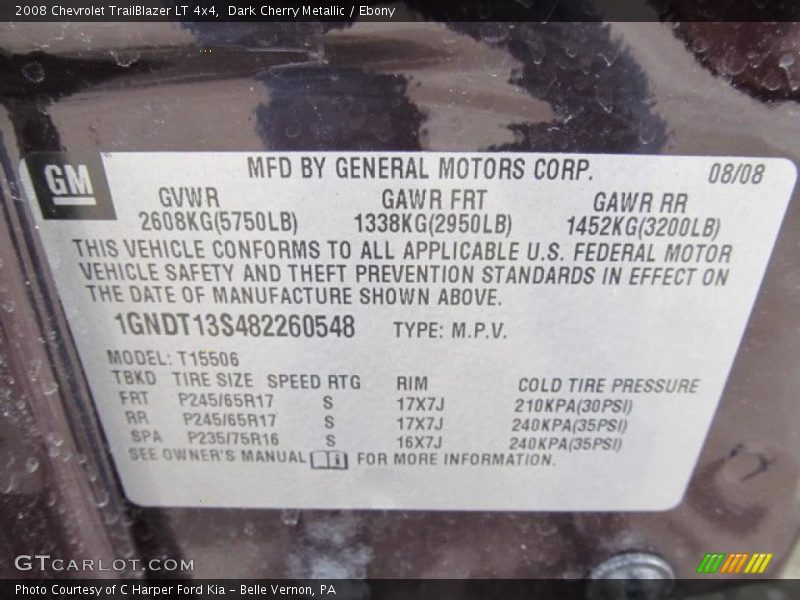 2008 Chevrolet TrailBlazer LT 4x4, Dark Cherry Metallic / Ebony
GM
MFD BY GENERAL MOTORS CORP. 08/08
GVWR GAWR FRT GAWR RR
2608KG(5750LB) 1338KG(2950LB) 1452KG(3200LB)
THIS VEHICLE CONFORMS TO ALL APPLICABLE U.S. FEDERAL MOTOR
VEHICLE SAFETY AND THEFT PREVENTION STANDARDS IN EFFECT ON
THE DATE OF MANUFACTURE SHOWN ABOVE.
1GNDT13S482260548 TYPE: M.P.V.
MODEL: T15506
TBKD TIRE SIZE SPEED RTG RIM COLD TIRE PRESSURE
FRT P245/65R17 S 17X7J 210KPA(30PSI)
RR P245/65R17 S 17X7J 240KPA(35PSI)
SPA P235/75R16 S 16X7J 240KPA(35PSI)
SEE OWNER'S MANUAL FOR MORE INFORMATION.
GTCARLOT.COM
Photo Courtesy of C Harper Ford Kia - Belle Vernon, PA